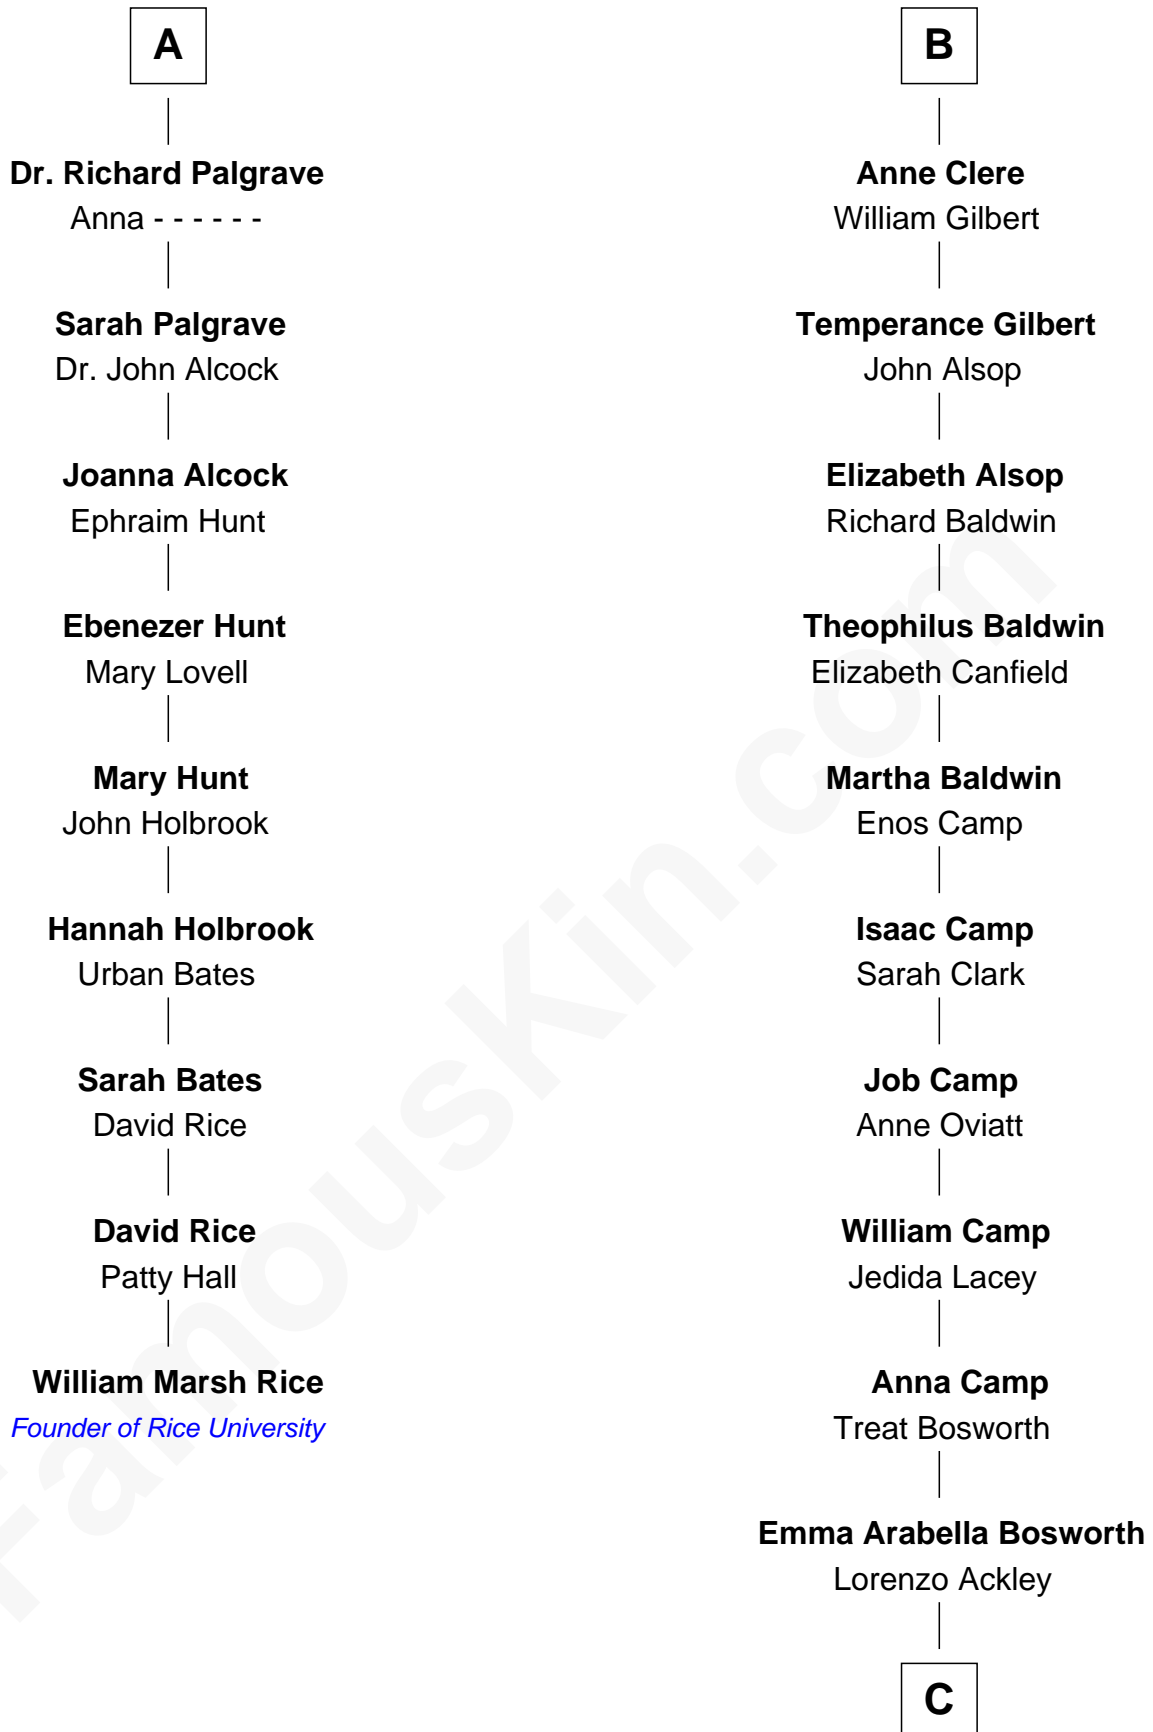 A
Dr. Richard Palgrave
Anna - - - - - -
Sarah Palgrave
Dr. John Alcock
Joanna Alcock
Ephraim Hunt
Ebenezer Hunt
Mary Lovell
Mary Hunt
John Holbrook
Hannah Holbrook
Urban Bates
Sarah Bates
David Rice
David Rice
Patty Hall
William Marsh Rice
Founder of Rice University
B
Anne Clere
William Gilbert
Temperance Gilbert
John Alsop
Elizabeth Alsop
Richard Baldwin
Theophilus Baldwin
Elizabeth Canfield
Martha Baldwin
Enos Camp
Isaac Camp
Sarah Clark
Job Camp
Anne Oviatt
William Camp
Jedida Lacey
Anna Camp
Treat Bosworth
Emma Arabella Bosworth
Lorenzo Ackley
C
FamousKin.com